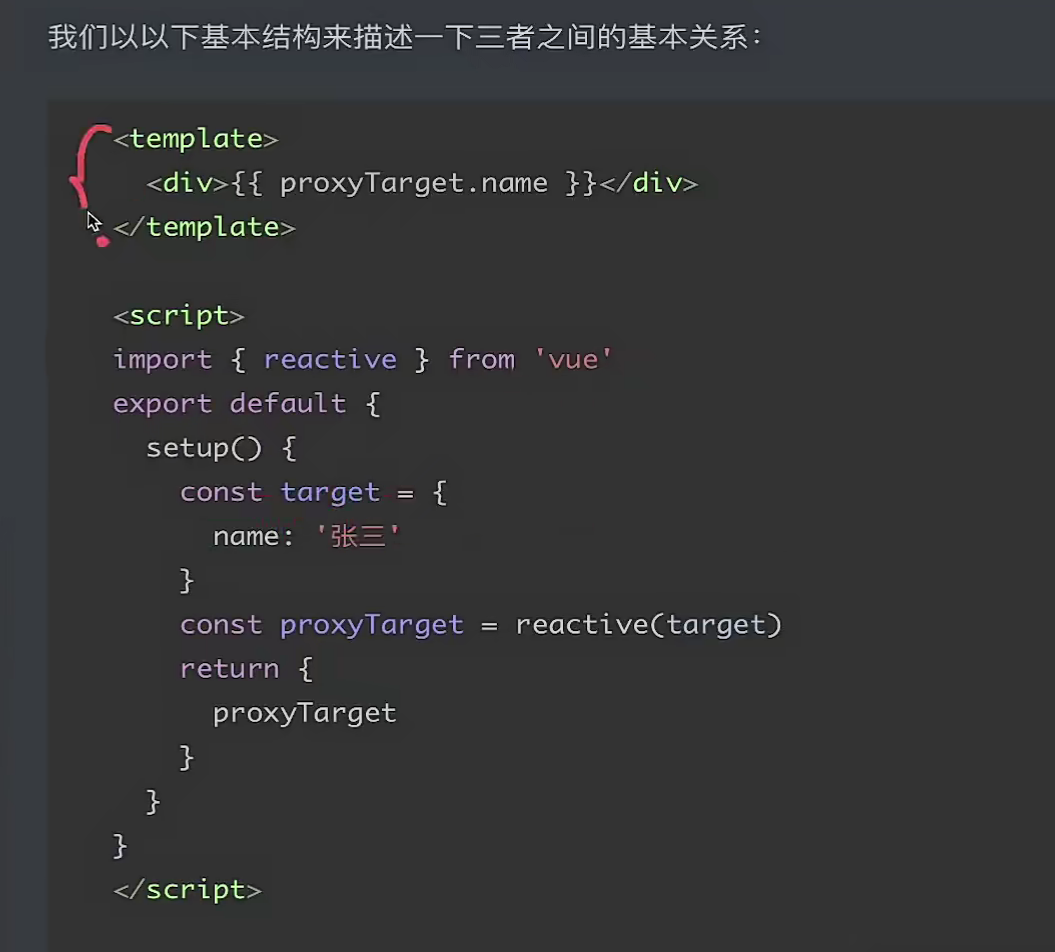 我们以以下基本结构来描述一下三者之间的基本关系：
<template>
  <div>{{ proxyTarget.name }}</div>
</template>
<script>
import { reactive } from 'vue'
export default {
  setup() {
    const target = {
      name: '张三'
    }
    const proxyTarget = reactive(target)
    return {
      proxyTarget
    }
  }
}
</script>